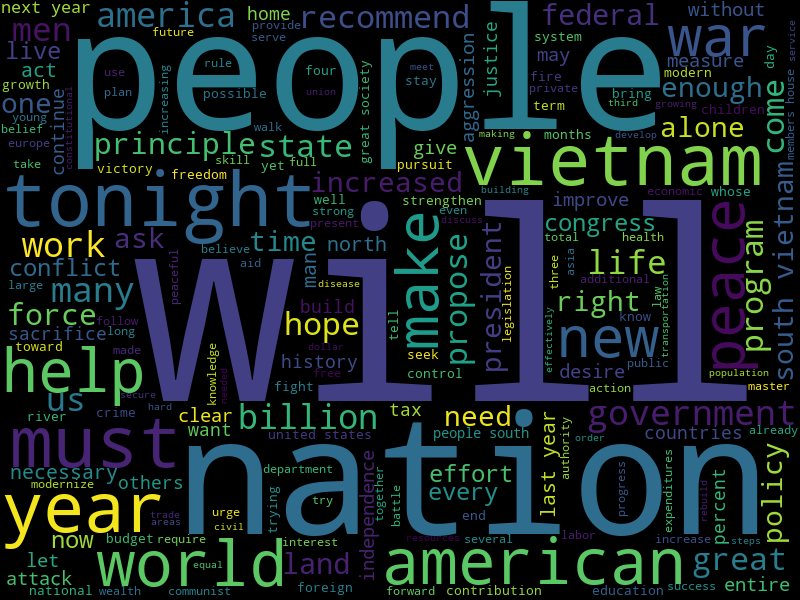 next year
america
future
home
provide
serve
recommend
federal
without
men
people
war
live
act
growth
use
rule
four
meet
stay
system
may
measure
service
justice
aggression
fire
private
modern
day
one
plan
increasing
possible
great society
union
bring
third
enough
growing
children
come
members house
young
belief
continue
constitutional
walk
term
alone
europe
take
principle
state
victory
skill
yet
full
freedom
give
pursuit
making
months
develop
vietnam
tonight
increased
well
strong
present
strengthen
even
discuss
building
improve
economic
whose
work
ask
time
many
north
make
propose
president
congress
total
health
peace
program
south vietnam
conflict
believe
aid
peaceful
large
many
disease
legislation
three
asia
life
additional
law
transportation
force
follow
build
hope
tell
right
know
effectively
new
public
sacrifice
long
toward
made
dollar
history
seek
control
free
fight
desire
action
population
master
help
will
knowledge
needed
secure
hard
us
river
crime
clear
want
billion
tax
need
last year
government
must
united states
people south
countries
already
authority
order
necessary
modernize
others
nation
department
try
trying
independence
together
battle
effort
every
progress
expenditures
rebuild
percent
policy
year
trade
areas
urge
civil
end
resources
several
labor
increase
steps
now
budget
require
interest
let
attack
world
equal
land
american
great
national
wealth
communist
foreign
forward
contribution
education
success
entire